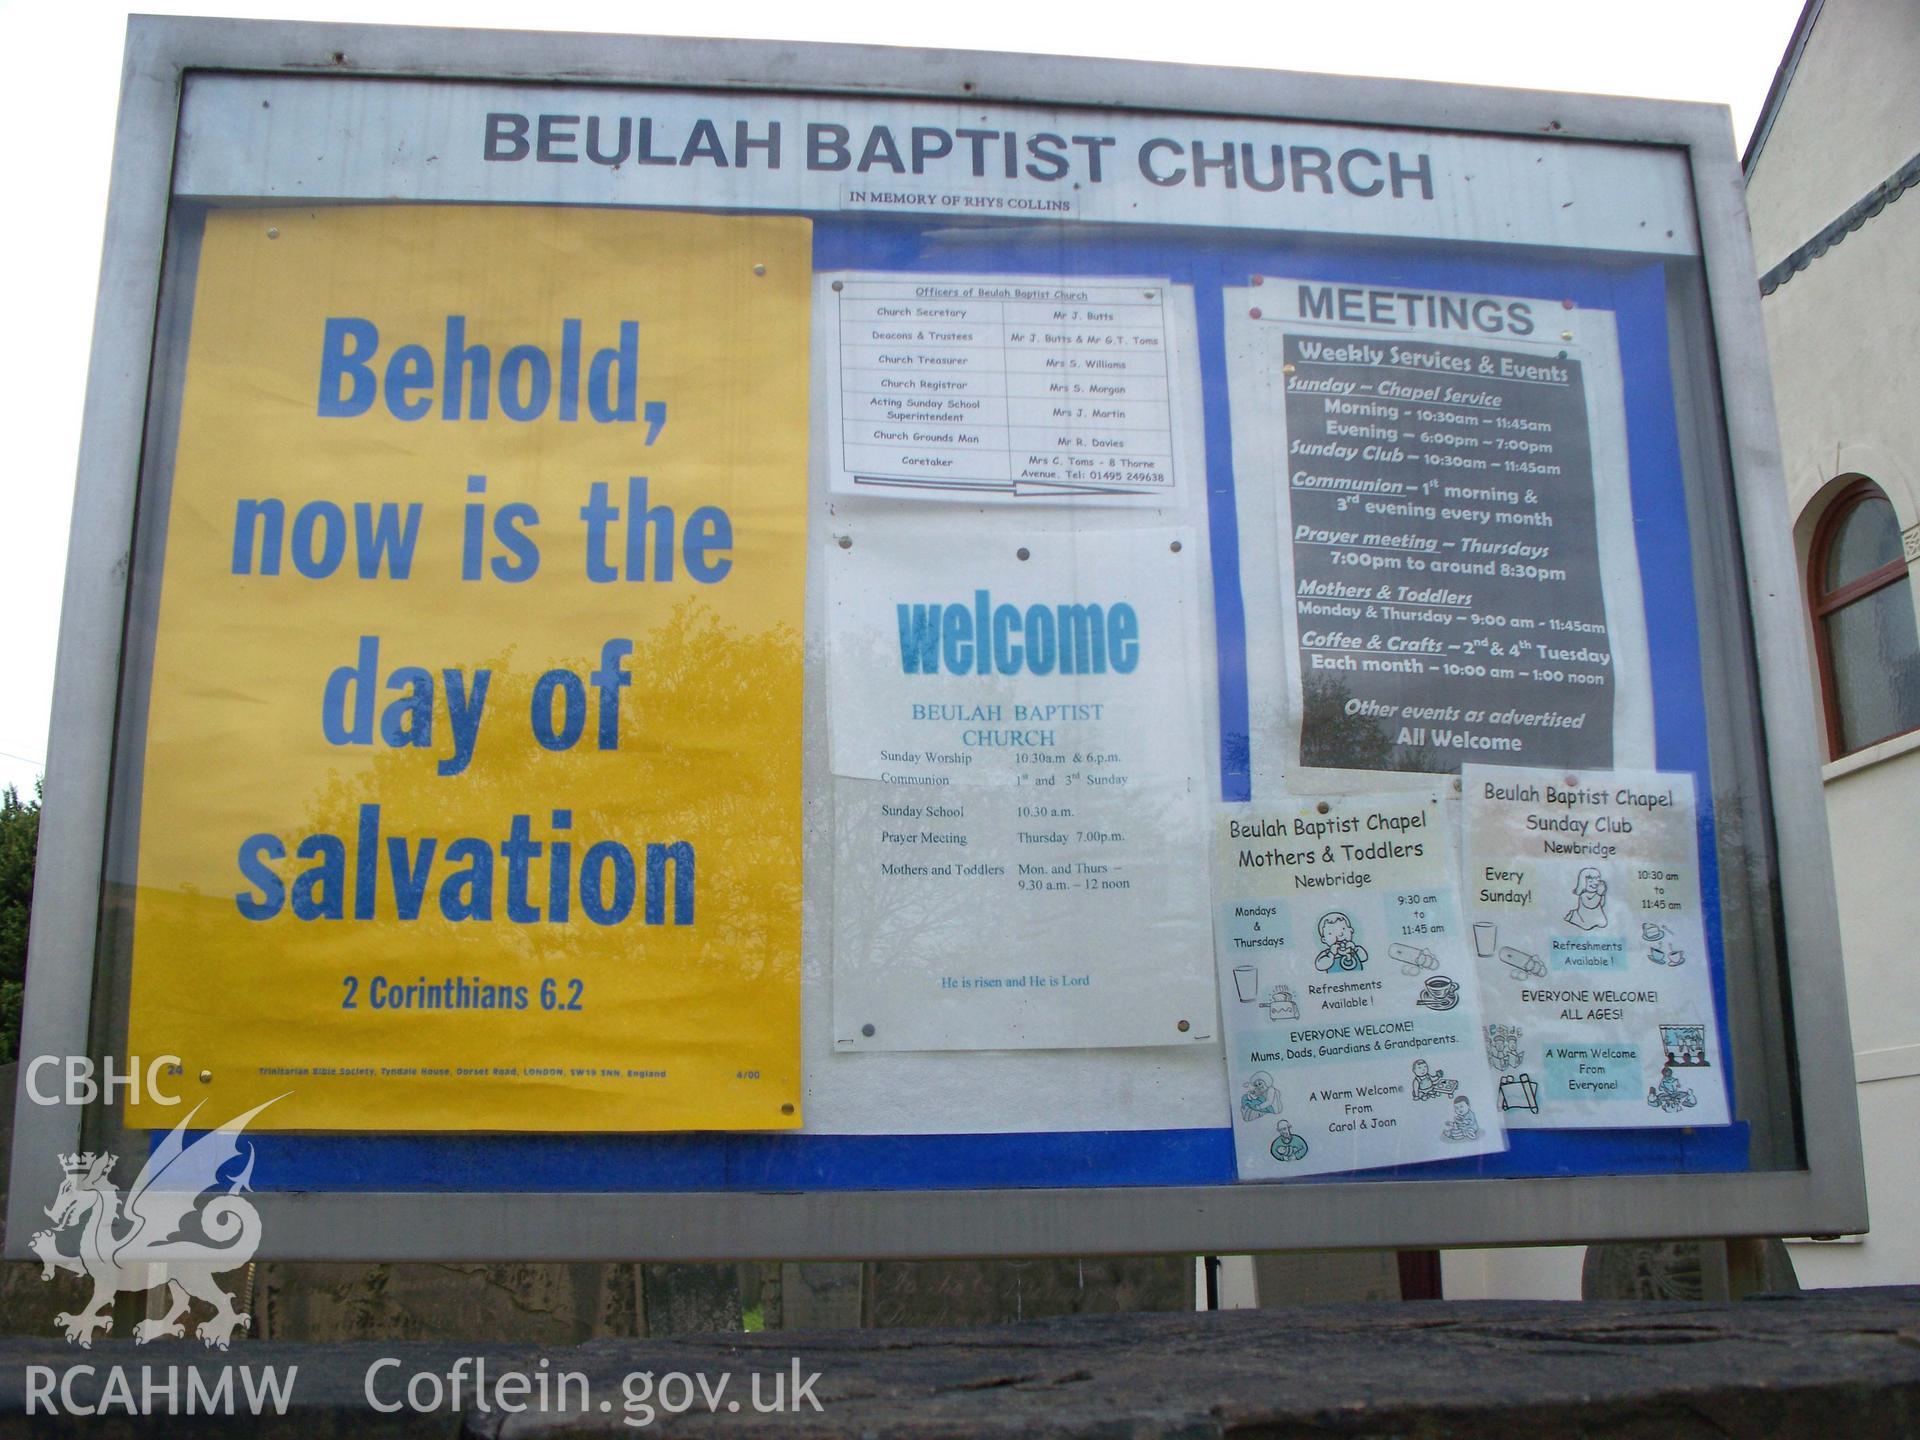 BEULAH BAPTIST CHURCH
IN MEMORY OF RHYS COLLINS
Behold,
now is the
day of
salvation
2 Corinthians 6.2
24
Trinitarian Bible Society, Tyndale House, Dorset Road, LONDON, SW19 3NN, England
4/00
Officers of Beulah Baptist Church
Church Secretary Mr J. Butts
Deacons & Trustees Mr J. Butts & Mr G.T. Toms
Church Treasurer Mrs S. Williams
Church Registrar Mrs S. Morgan
Acting Sunday School
Superintendent Mrs J. Martin
Church Grounds Man Mr R. Davies
Caretaker Mrs C. Toms - 8 Thorne
Avenue. Tel: 01495 249638
welcome
BEULAH BAPTIST
CHURCH
Sunday Worship 10.30a.m & 6.p.m.
Communion 1st and 3rd Sunday
Sunday School 10.30 a.m.
Prayer Meeting Thursday 7.00p.m.
Mothers and Toddlers Mon. and Thurs –
9.30 a.m. – 12 noon
He is risen and He is Lord
MEETINGS
Weekly Services & Events
Sunday – Chapel Service
Morning - 10:30am – 11:45am
Evening – 6:00pm – 7:00pm
Sunday Club – 10:30am – 11:45am
Communion – 1st morning &
3rd evening every month
Prayer meeting – Thursdays
7:00pm to around 8:30pm
Mothers & Toddlers
Monday & Thursday – 9:00 am - 11:45am
Coffee & Crafts – 2nd & 4th Tuesday
Each month – 10:00 am – 1:00 noon
Other events as advertised
All Welcome
Beulah Baptist Chapel
Mothers & Toddlers
Newbridge
Mondays
&
Thursdays
9:30 am
to
11:45 am
Refreshments
Available !
EVERYONE WELCOME!
Mums, Dads, Guardians & Grandparents.
A Warm Welcome
From
Carol & Joan
Beulah Baptist Chapel
Sunday Club
Newbridge
Every
Sunday!
10:30 am
to
11:45 am
Refreshments
Available !
EVERYONE WELCOME!
ALL AGES!
A Warm Welcome
From
Everyone!
CBHC
RCAHMW
Coflein.gov.uk